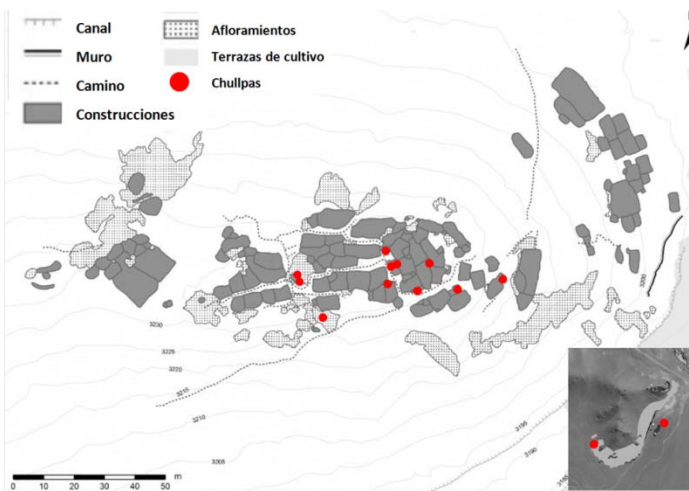 Canal
Muro
Camino
Construcciones
Afloramientos
Terrazas de cultivo
Chullpas
3200
3230
3225
3220
3215
3210
3205
3195
3190
0 10 20 30 40 50
m